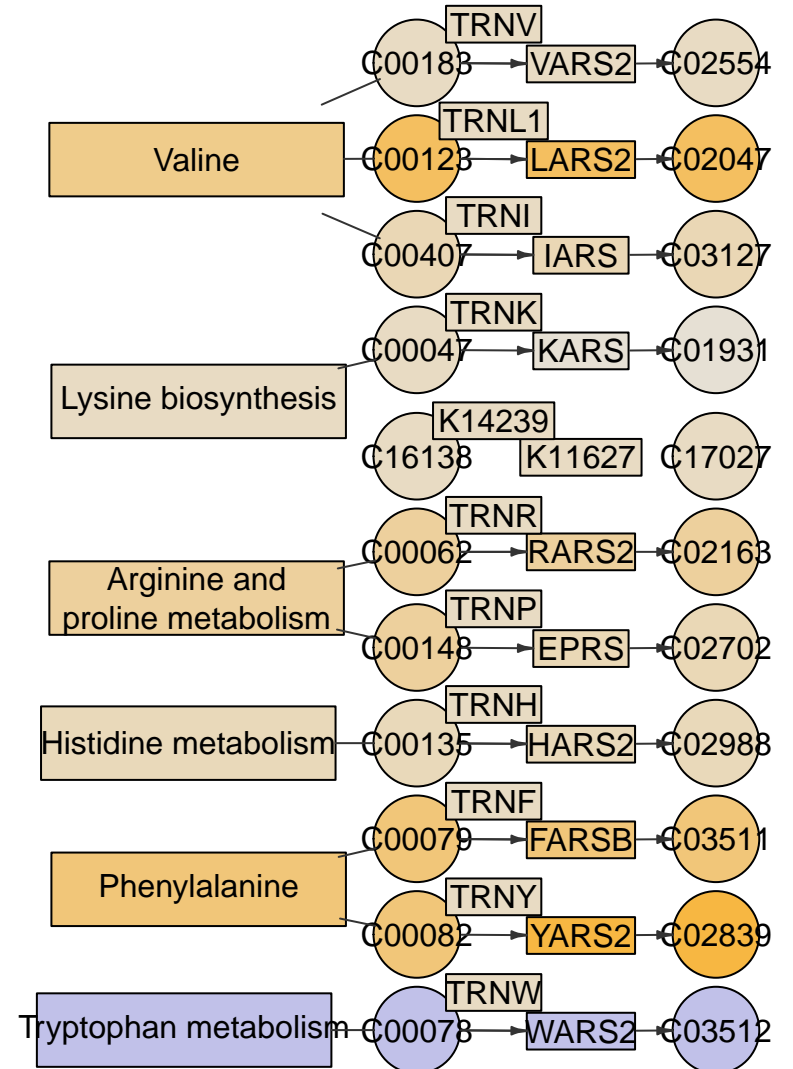 TRNV
C00183
VARS2
C02554
TRNL1
Valine
C00123
LARS2
C02047
TRNI
C00407
IARS
C03127
TRNK
C00047
KARS
C01931
Lysine biosynthesis
K14239
C16138
K11627
C17027
TRNR
C00062
RARS2
C02163
Arginine and
proline metabolism
TRNP
C00148
EPRS
C02702
TRNH
Histidine metabolism
C00135
HARS2
C02988
TRNF
C00079
FARSB
C03511
Phenylalanine
TRNY
C00082
YARS2
C02839
TRNW
Tryptophan metabolism
C00078
WARS2
C03512